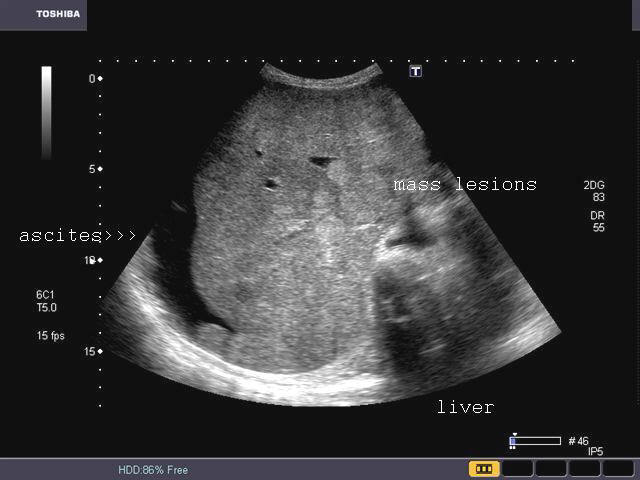 TOSHIBA
T
0
5
mass lesions
2DG
83
DR
55
ascites>>>
10
6C1
T5.0
15 fps
15
liver
#46
IP5
HDD:86% Free